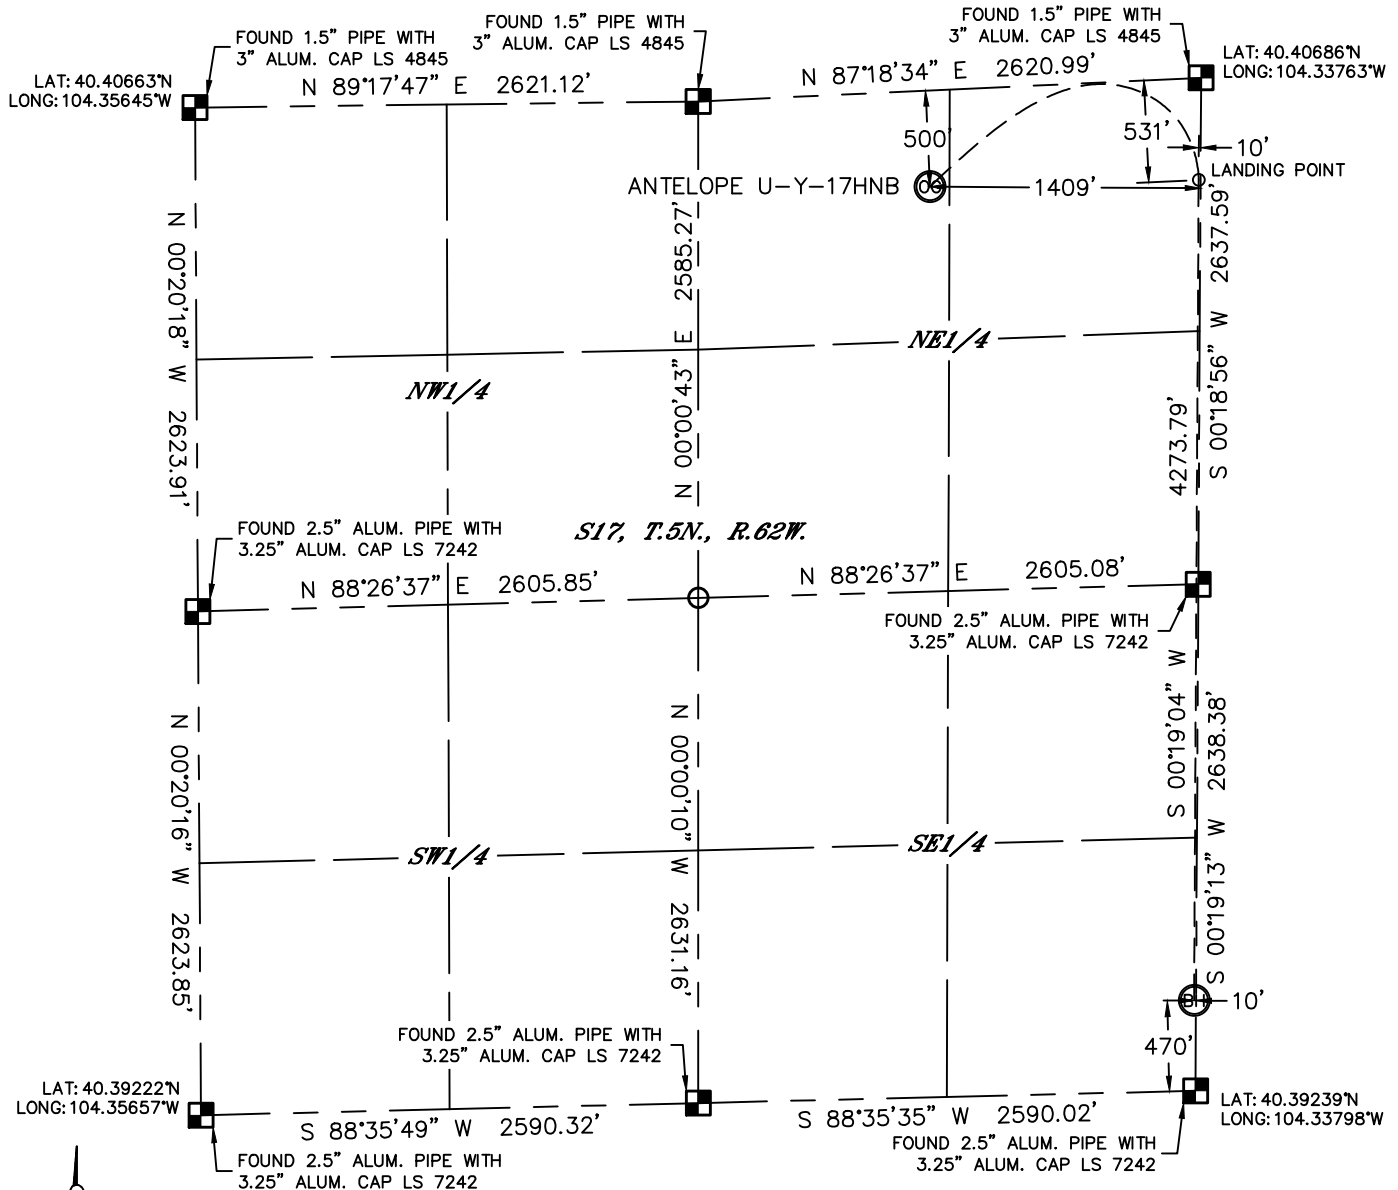 FOUND 1.5" PIPE WITH
3" ALUM. CAP LS 4845
FOUND 1.5" PIPE WITH
3" ALUM. CAP LS 4845
FOUND 1.5" PIPE WITH
3" ALUM. CAP LS 4845
LAT: 40.40663°N
LONG: 104.35645°W
LAT: 40.40686°N
LONG: 104.33763°W
N 89°17'47" E 2621.12'
N 87°18'34" E 2620.99'
500'
531'
10'
LANDING POINT
ANTELOPE U-Y-17HNB
1409'
N 00°20'18" W 2623.91'
N 00°00'43" E 2585.27'
S 00°18'56" W 2637.59'
NE1/4
NW1/4
4273.79'
S 00°19'04" W
FOUND 2.5" ALUM. PIPE WITH
3.25" ALUM. CAP LS 7242
S17, T.5N., R.62W.
N 88°26'37" E 2605.85'
N 88°26'37" E 2605.08'
FOUND 2.5" ALUM. PIPE WITH
3.25" ALUM. CAP LS 7242
N 00°20'16" W 2623.85'
N 00°00'10" W 2631.16'
S 00°19'13" W 2638.38'
SW1/4
SE1/4
BH
10'
470'
FOUND 2.5" ALUM. PIPE WITH
3.25" ALUM. CAP LS 7242
LAT: 40.39222°N
LONG: 104.35657°W
S 88°35'49" W 2590.32'
S 88°35'35" W 2590.02'
LAT: 40.39239°N
LONG: 104.33798°W
FOUND 2.5" ALUM. PIPE WITH
3.25" ALUM. CAP LS 7242
FOUND 2.5" ALUM. PIPE WITH
3.25" ALUM. CAP LS 7242